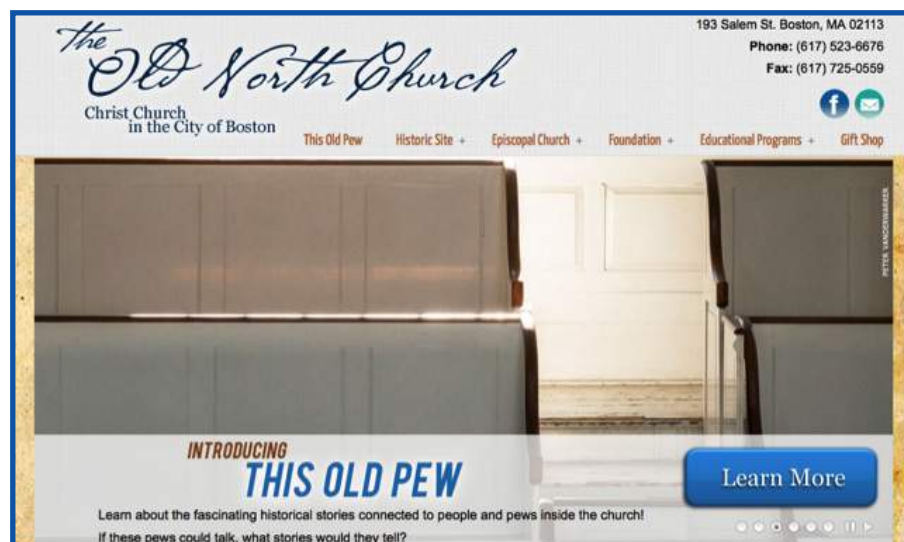 The
Old North Church
Christ Church
in the City of Boston
193 Salem St. Boston, MA 02113
Phone: (617) 523-6676
Fax: (617) 725-0559
f
This Old Pew Historic Site + Episcopal Church + Foundation + Educational Programs + Gift Shop
PETER VANDERWARKER
INTRODUCING
THIS OLD PEW
Learn More
Learn about the fascinating historical stories connected to people and pews inside the church!
If these pews could talk, what stories would they tell?